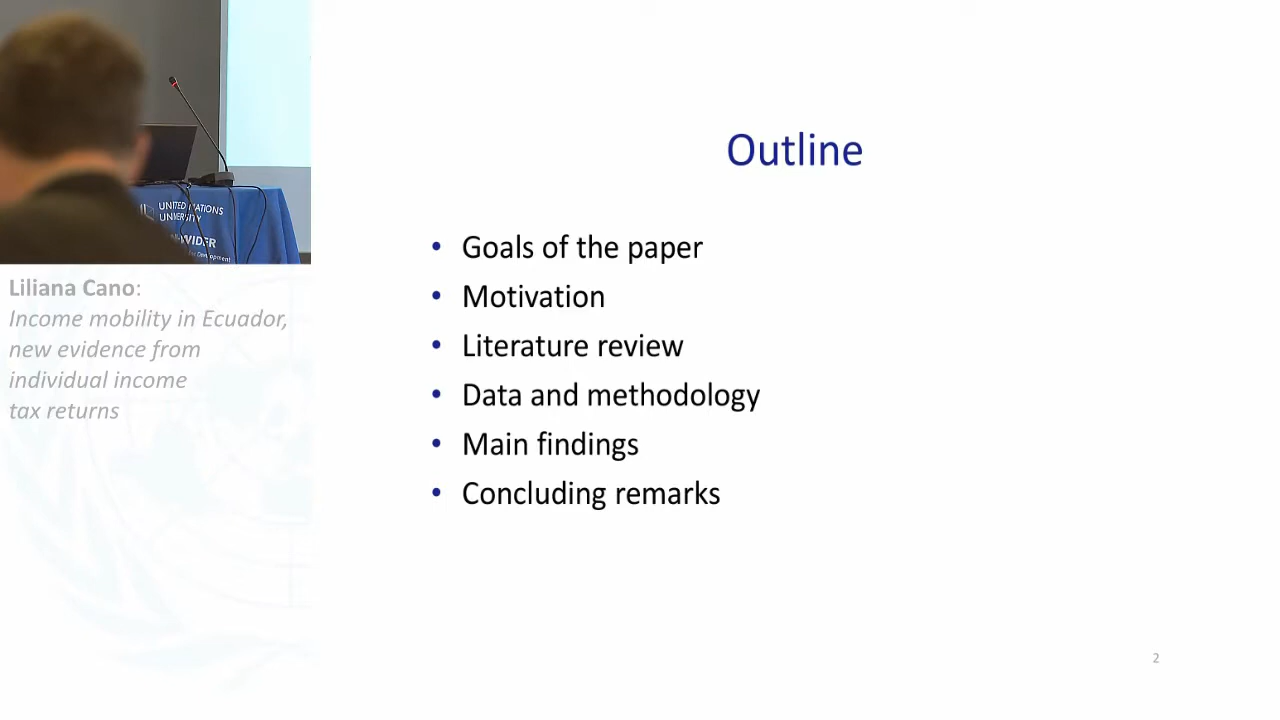 UNITED NATIONS
UNIVERSITY
WIDER
Liliana Cano:
Income mobility in Ecuador,
new evidence from
individual income
tax returns
Outline
• Goals of the paper
• Motivation
• Literature review
• Data and methodology
• Main findings
• Concluding remarks
2